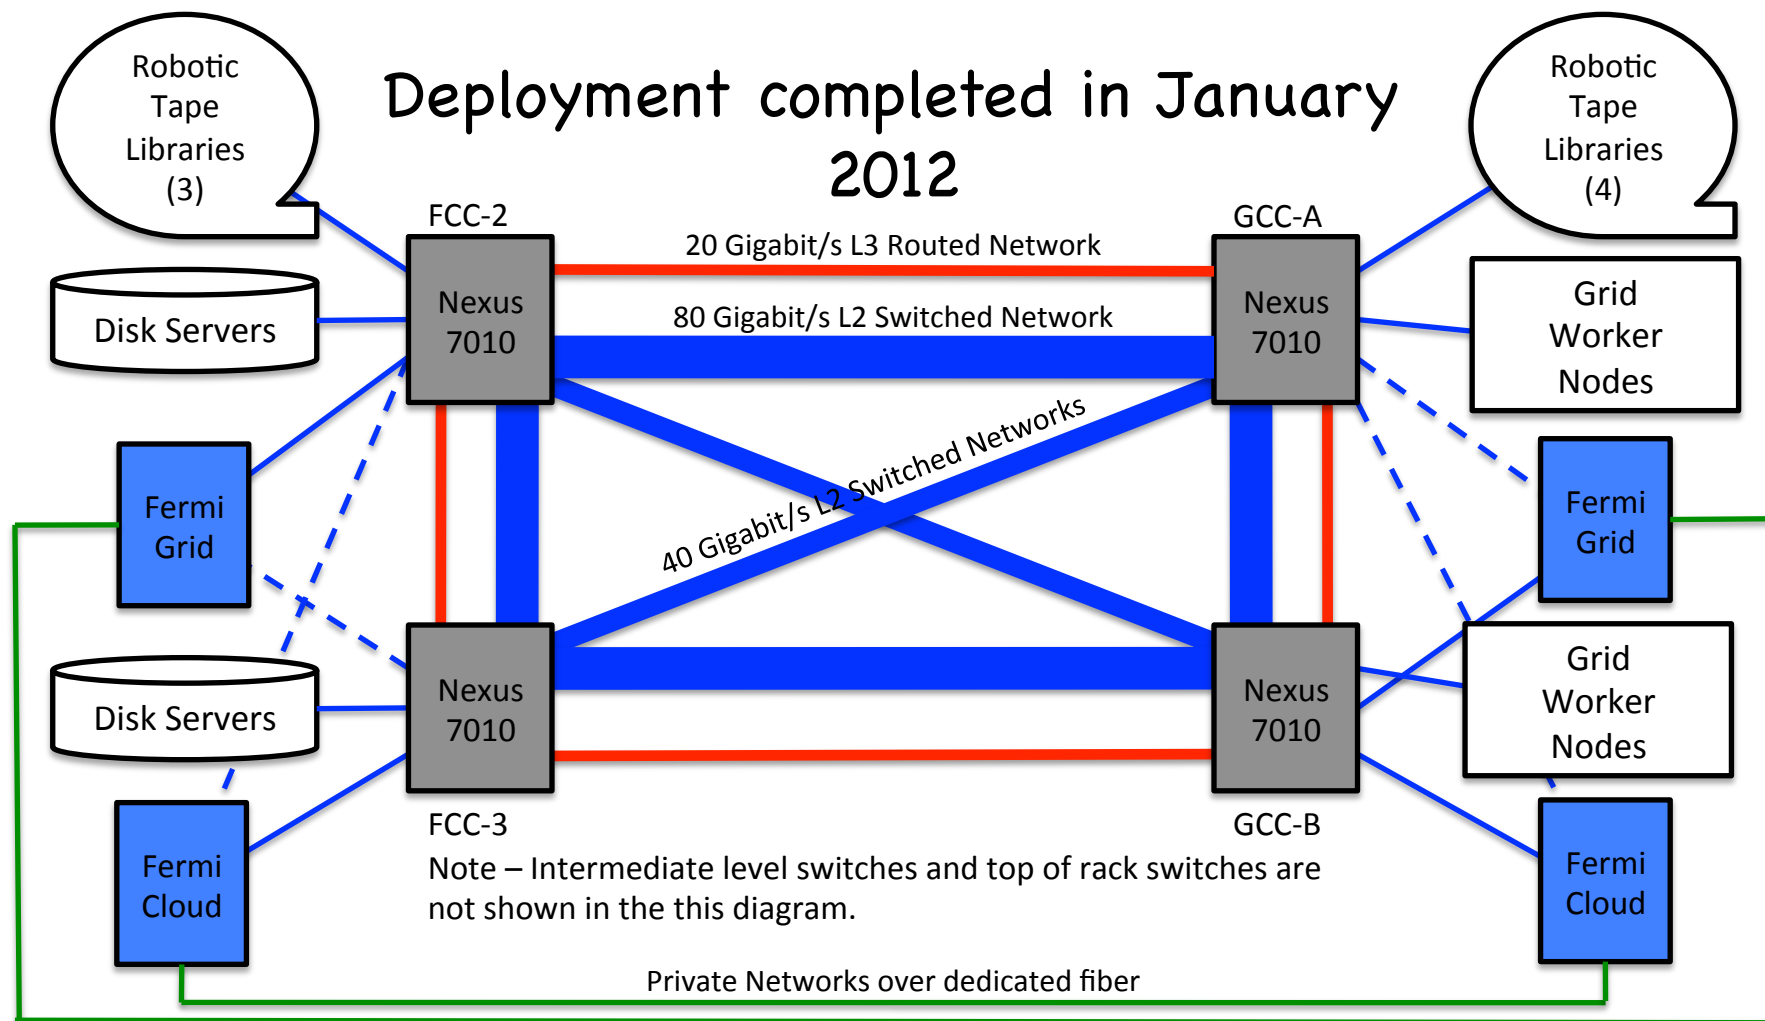 Robotic
Tape
Libraries
(3)
Deployment completed in January
2012
Robotic
Tape
Libraries
(4)
FCC-2
GCC-A
20 Gigabit/s L3 Routed Network
Nexus
7010
Nexus
7010
Disk Servers
80 Gigabit/s L2 Switched Network
Grid
Worker
Nodes
40 Gigabit/s L2 Switched Networks
Fermi
Grid
Fermi
Grid
Disk Servers
Nexus
7010
Nexus
7010
Grid
Worker
Nodes
FCC-3
GCC-B
Fermi
Cloud
Note – Intermediate level switches and top of rack switches are
not shown in the this diagram.
Fermi
Cloud
Private Networks over dedicated fiber